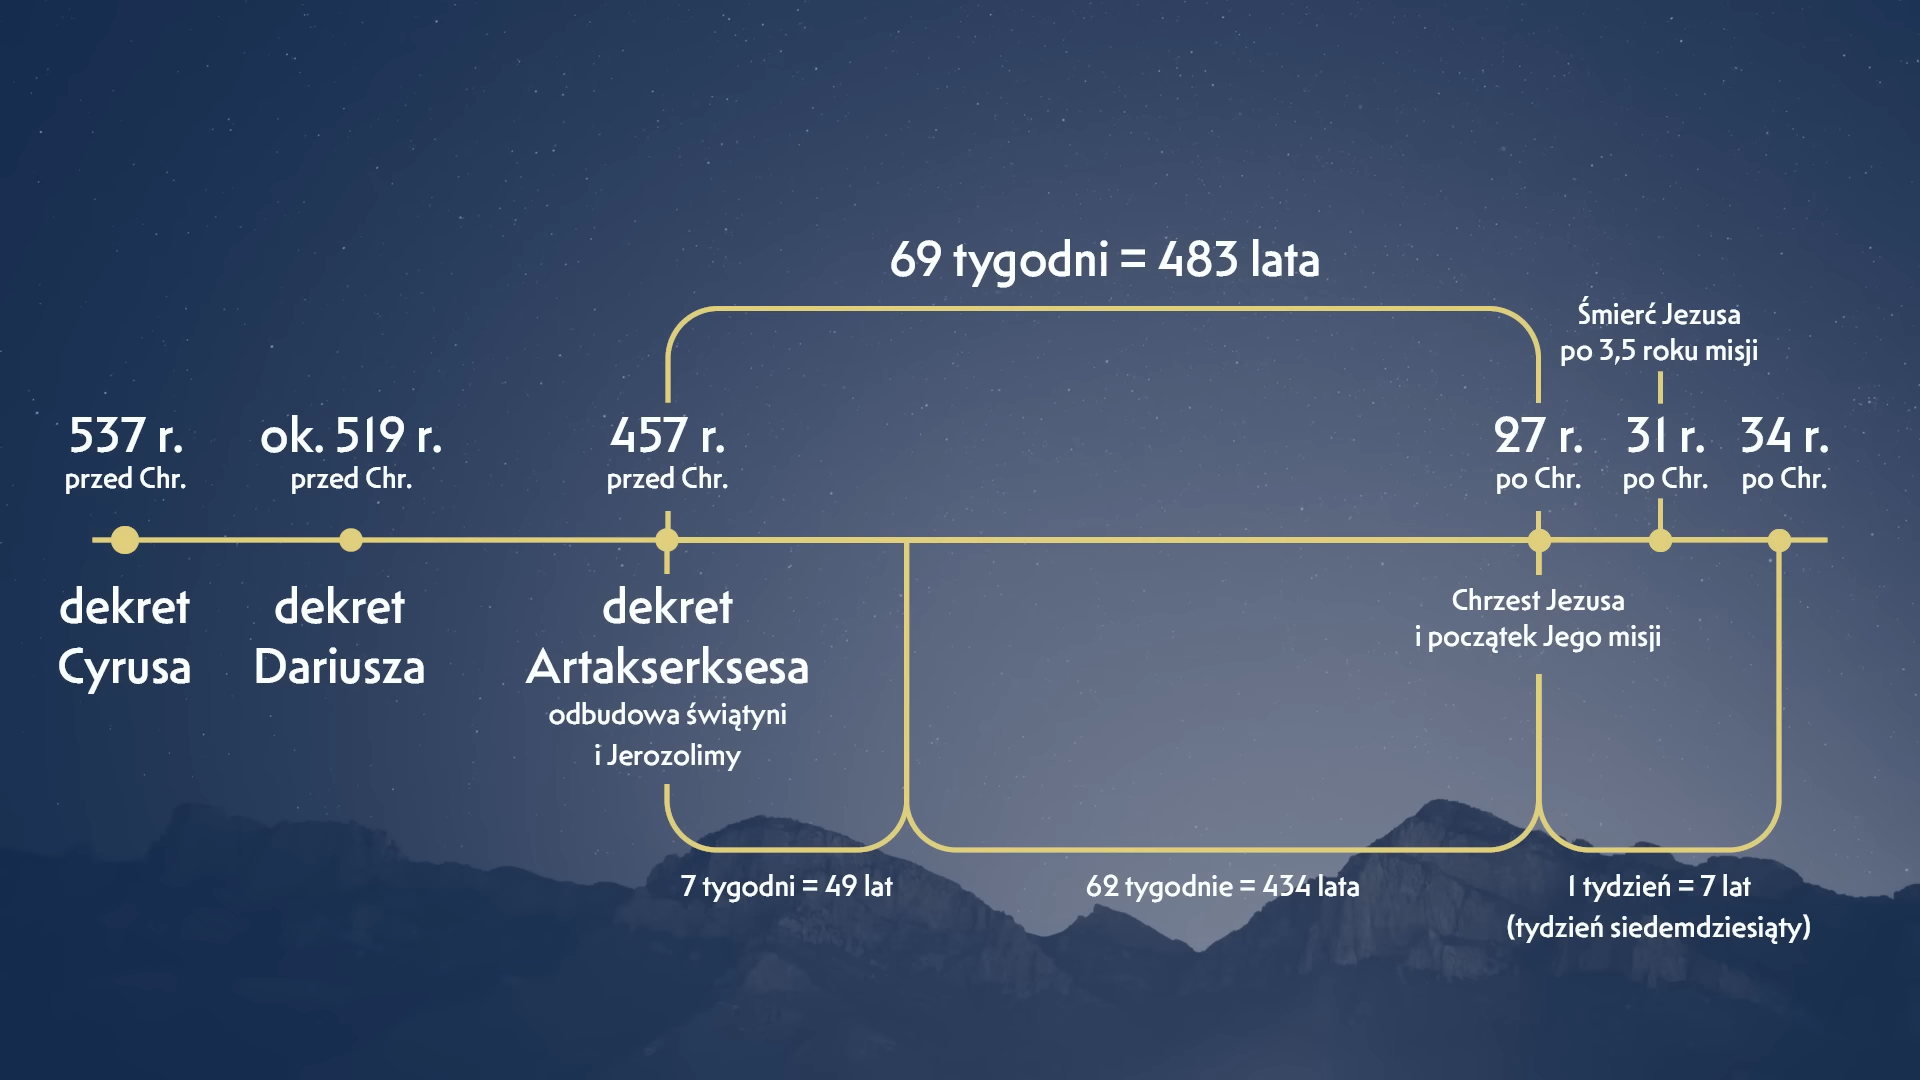 69 tygodni = 483 lata
Śmierć Jezusa
po 3,5 roku misji
537 r.
przed Chr.
ok. 519 r.
przed Chr.
457 r.
przed Chr.
27 r.
po Chr.
31 r.
po Chr.
34 r.
po Chr.
dekret
Cyrusa
dekret
Dariusza
dekret
Artakserksesa
odbudowa świątyni
i Jerozolimy
Chrzest Jezusa
i początek Jego misji
7 tygodni = 49 lat
62 tygodnie = 434 lata
1 tydzień = 7 lat
(tydzień siedemdziesiąty)